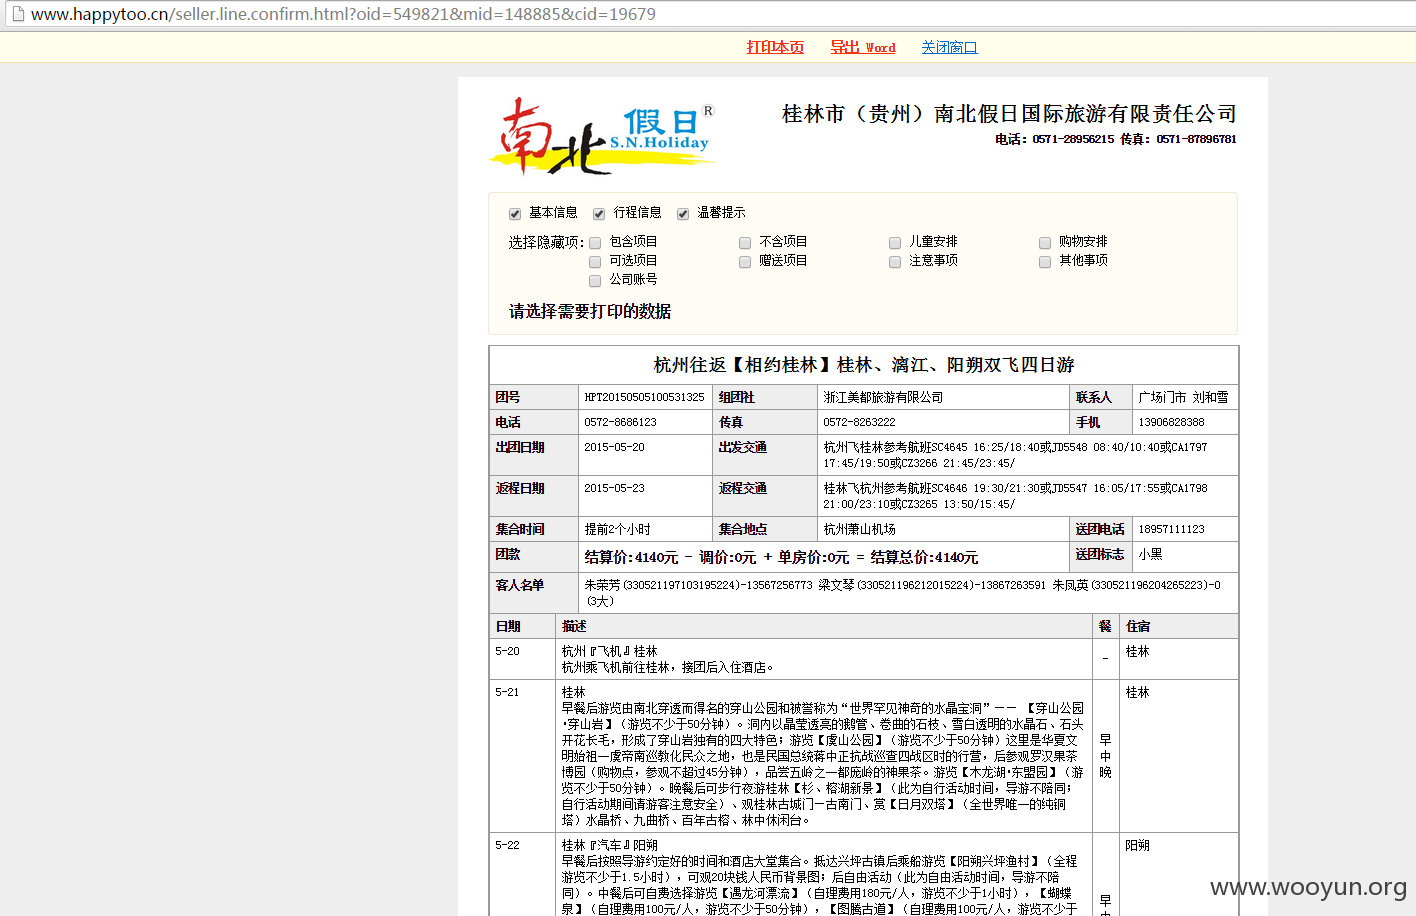 www.happytoo.cn/seller.line.confirm.html?oid=549821&mid=148885&cid=19679
打印本页 导出 Word 关闭窗口
南北 假日 ® S.N.Holiday
桂林市（贵州）南北假日国际旅游有限责任公司
电话：0571-28956215 传真：0571-87896781
基本信息 行程信息 温馨提示
选择隐藏项： 包含项目 不含项目 儿童安排 购物安排
可选项目 赠送项目 注意事项 其他事项
公司账号
请选择需要打印的数据
杭州往返【相约桂林】桂林、漓江、阳朔双飞四日游
团号 HPT20150505100531325 组团社 浙江美都旅游有限公司 联系人 广场门市 刘和雪
电话 0572-8686123 传真 0572-8263222 手机 13906828388
出团日期 2015-05-20 出发交通 杭州飞桂林参考航班SC4645 16:25/18:40或JD5548 08:40/10:40或CA1797
17:45/19:50或CZ3266 21:45/23:45/
返程日期 2015-05-23 返程交通 桂林飞杭州参考航班SC4646 19:30/21:30或JD5547 16:05/17:55或CA1798
21:00/23:10或CZ3265 13:50/15:45/
集合时间 提前2个小时 集合地点 杭州萧山机场 送团电话 18957111123
团款 结算价:4140元 - 调价:0元 + 单房价:0元 = 结算总价:4140元 送团标志 小黑
客人名单 朱荣芳(330521197103195224)-13567256773 梁文琴(330521196212015224)-13867263591 朱凤英(330521196204265223)-0
(3大)
日期 描述 餐 住宿
5-20 杭州『飞机』桂林 - 桂林
杭州乘飞机前往桂林，接团后入住酒店。
5-21 桂林 桂林
早餐后游览由南北穿透而得名的穿山公园和被誉称为“世界罕见神奇的水晶宝洞”—— 【穿山公园
•穿山岩】（游览不少于50分钟）。洞内以晶莹透亮的鹅管、卷曲的石枝、雪白透明的水晶石、石头
开花长毛，形成了穿山岩独有的四大特色；游览【虞山公园】（游览不少于50分钟）这里是华夏文
明始祖—虞帝南巡教化民众之地，也是民国总统蒋中正抗战巡查四战区时的行营，后参观罗汉果茶
博园（购物点，参观不超过45分钟），品尝五岭之一都庞岭的神果茶。游览【木龙湖•东盟园】（游
览不少于50分钟）。晚餐后可步行夜游桂林【杉、榕湖新景】（此为自行活动时间，导游不陪同；
自行活动期间请游客注意安全）、观桂林古城门—古南门、赏【日月双塔】（全世界唯一的纯铜
塔）水晶桥、九曲桥、百年古榕、林中休闲台。
早
中
晚
5-22 桂林『汽车』阳朔 阳朔
早餐后按照导游约定好的时间和酒店大堂集合。抵达兴坪古镇后乘船游览【阳朔兴坪渔村】（全程
游览不少于1.5小时），可观20块钱人民币背景图；后自由活动（此为自由活动时间，导游不陪
同）。中餐后可自费选择游览【遇龙河漂流】（自理费用180元/人，游览不少于1小时），【蝴蝶
泉】（自理费用100元/人，游览不少于50分钟），【图腾古道】（自理费用100元/人，游览不少于
早
www.wooyun.org